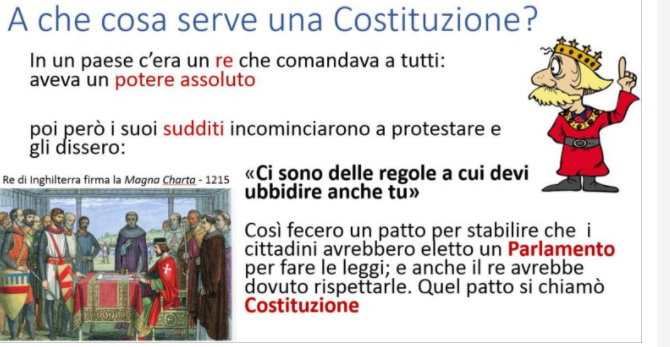 A che cosa serve una Costituzione?
In un paese c'era un re che comandava a tutti:
aveva un potere assoluto
poi però i suoi sudditi incominciarono a protestare e
gli dissero:
Re di Inghilterra firma la Magna Charta - 1215
«Ci sono delle regole a cui devi
ubbidire anche tu»
Così fecero un patto per stabilire che i
cittadini avrebbero eletto un Parlamento
per fare le leggi; e anche il re avrebbe
dovuto rispettarle. Quel patto si chiamò
Costituzione